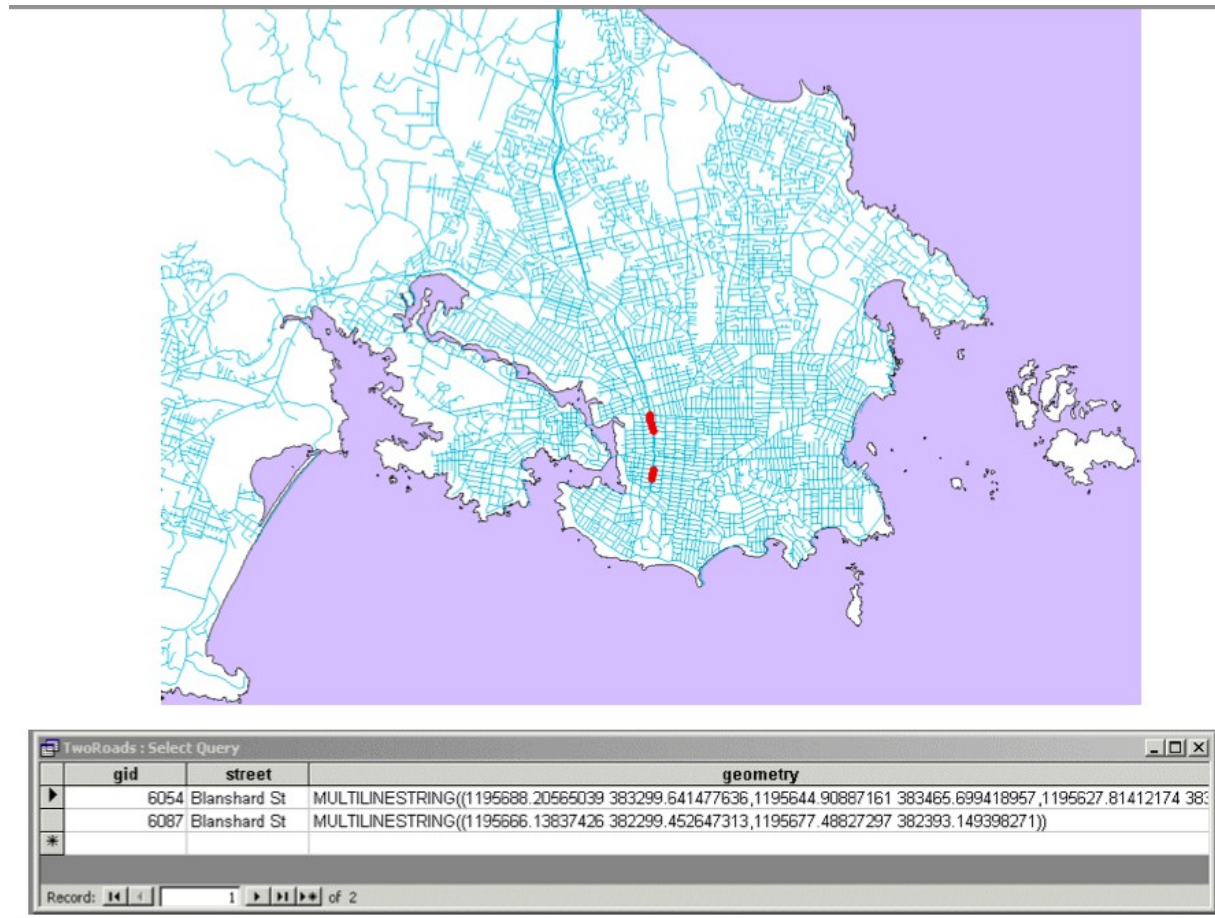 TwoRoads : Select Query
gid street geometry
6054 Blanshard St MULTILINESTRING((1195688.20565039 383299.641477636,1195644.90887161 383465.699418957,1195627.81412174 383
6087 Blanshard St MULTILINESTRING((1195666.13837426 382299.452647313,1195677.48827297 382393.149398271))
Record: 1 of 2